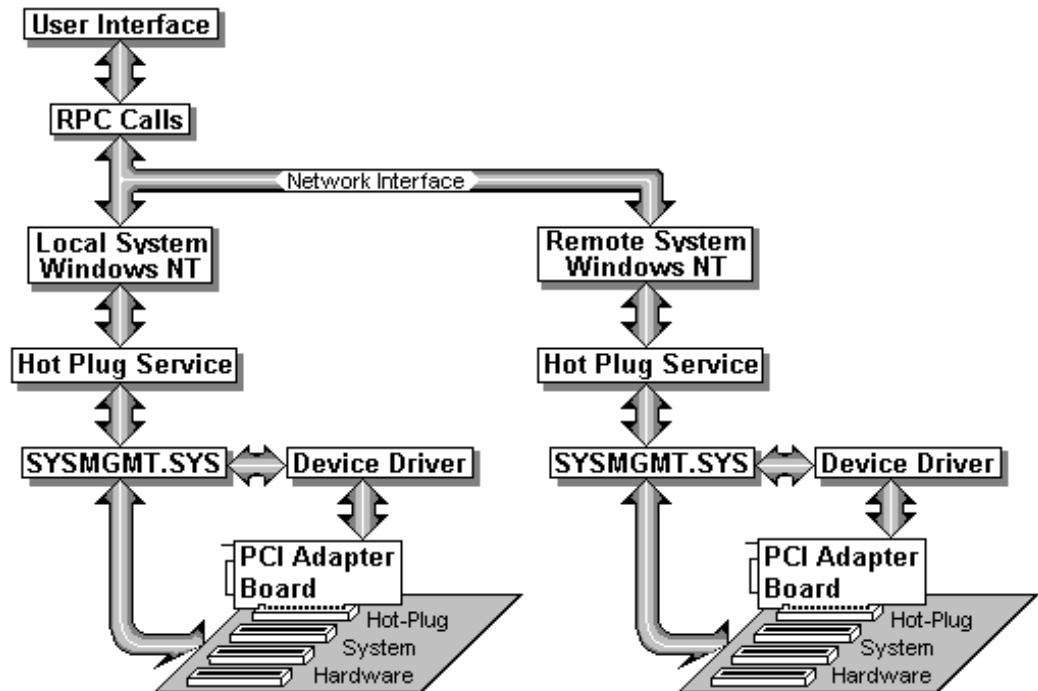 User Interface
RPC Calls
Network Interface
Local System
Windows NT
Remote System
Windows NT
Hot Plug Service
Hot Plug Service
SYSMGMT.SYS
Device Driver
SYSMGMT.SYS
Device Driver
PCI Adapter
Board
PCI Adapter
Board
Hot-Plug
System
Hardware
Hot-Plug
System
Hardware